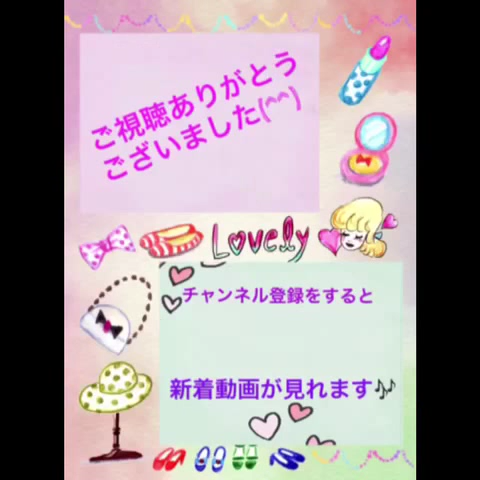 ご視聴ありがとう
ございました(^^)
Lovely
チャンネル登録をすると
新着動画が見れます🎶